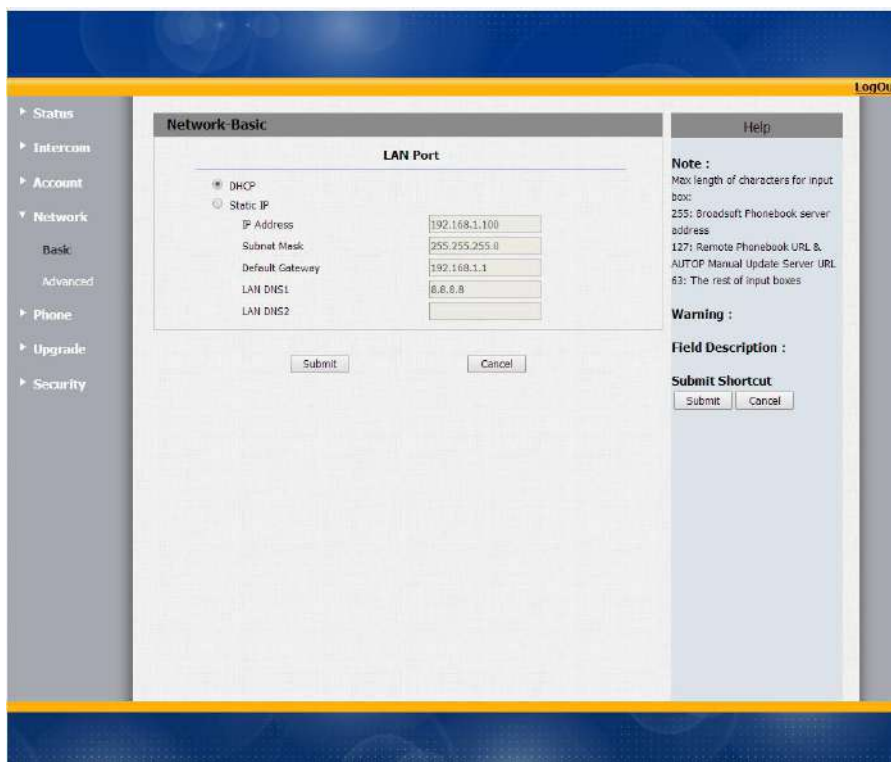 LogOu
Status
Intercom
Account
Network
Basic
Advanced
Phone
Upgrade
Security
Network-Basic
LAN Port
DHCP
Static IP
IP Address 192.168.1.100
Subnet Mask 255.255.255.0
Default Gateway 192.168.1.1
LAN DNS1 8.8.8.8
LAN DNS2
Submit Cancel
Help
Note :
Max length of characters for input
box:
255: Broadsoft Phonebook server
address
127: Remote Phonebook URL &
AUTOP Manual Update Server URL
63: The rest of input boxes
Warning :
Field Description :
Submit Shortcut
Submit Cancel